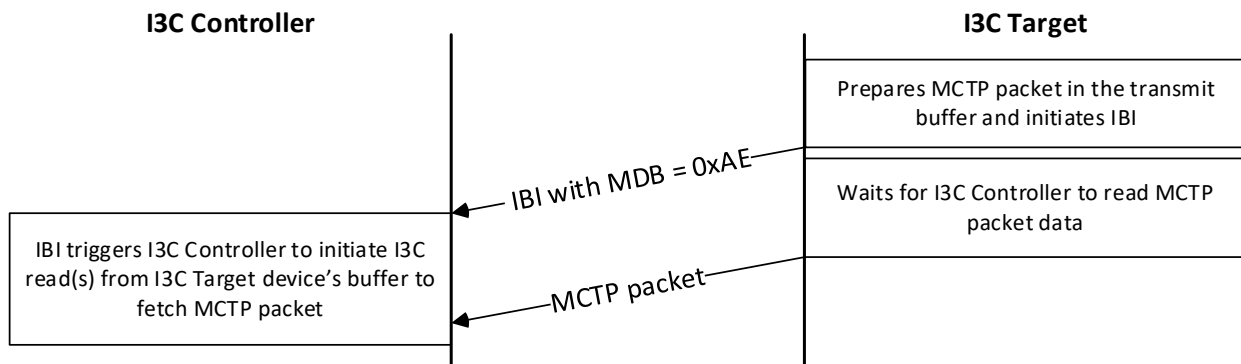 I3C Controller
I3C Target
Prepares MCTP packet in the transmit
buffer and initiates IBI
IBI with MDB = 0xAE
Waits for I3C Controller to read MCTP
packet data
IBI triggers I3C Controller to initiate I3C
read(s) from I3C Target device's buffer to
fetch MCTP packet
MCTP packet